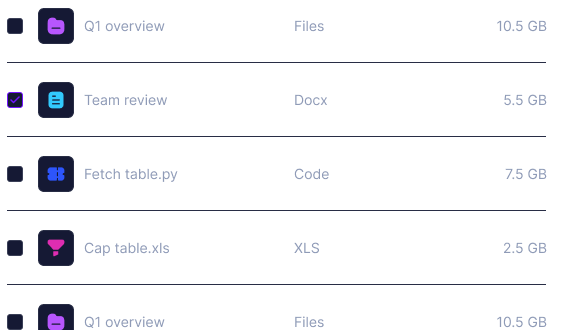 Q1 overview Files 10.5 GB
Team review Docx 5.5 GB
Fetch table.py Code 7.5 GB
Cap table.xls XLS 2.5 GB
Q1 overview Files 10.5 GB